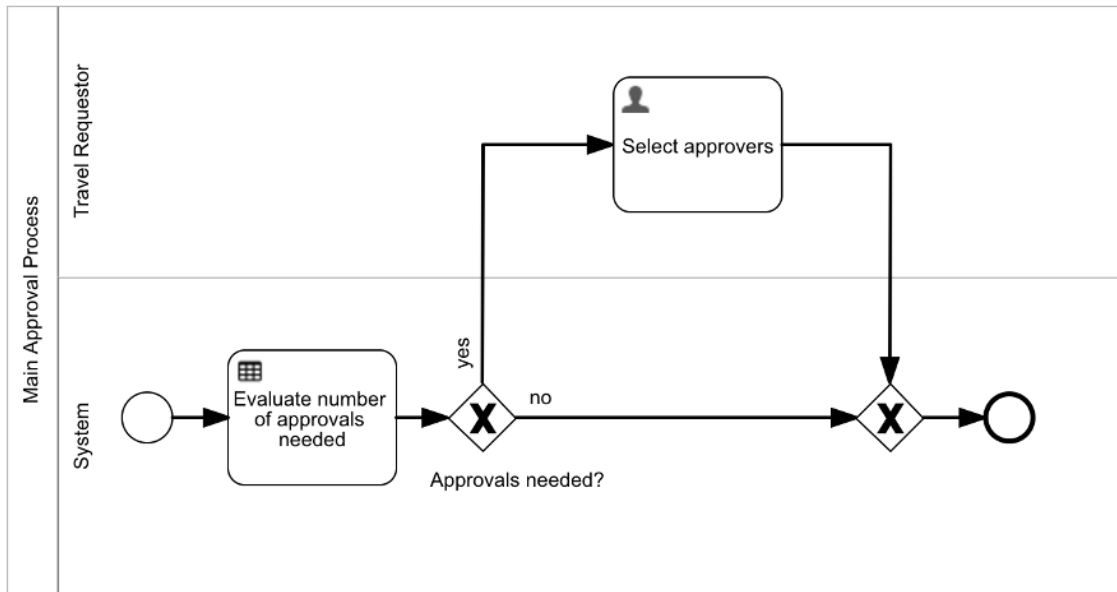 Main Approval Process
Travel Requestor
Select approvers
System
Evaluate number
of approvals
needed
yes
no
Approvals needed?